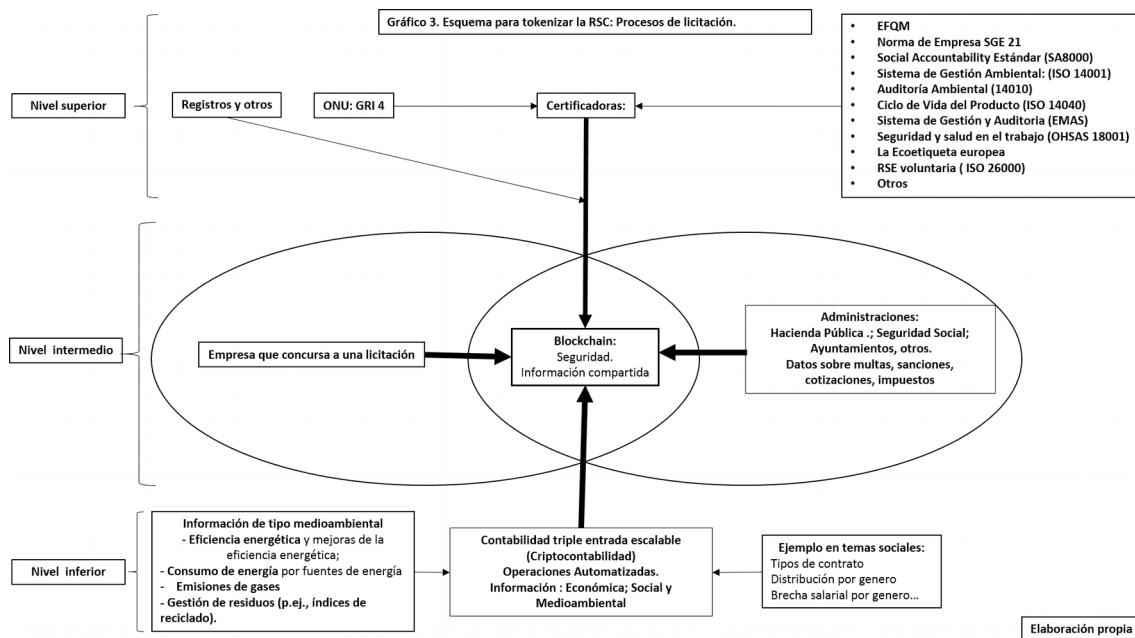 Gráfico 3. Esquema para tokenizar la RSC: Procesos de licitación.
• EFQM
• Norma de Empresa SGE 21
• Social Accountability Estándar (SA8000)
• Sistema de Gestión Ambiental: (ISO 14001)
• Auditoría Ambiental (14010)
• Ciclo de Vida del Producto (ISO 14040)
• Sistema de Gestión y Auditoria (EMAS)
• Seguridad y salud en el trabajo (OHSAS 18001)
• La Ecoetiqueta europea
• RSE voluntaria ( ISO 26000)
• Otros
Nivel superior
Registros y otros
ONU: GRI 4
Certificadoras:
Nivel intermedio
Empresa que concursa a una licitación
Blockchain:
Seguridad.
Información compartida
Administraciones:
Hacienda Pública .; Seguridad Social;
Ayuntamientos, otros.
Datos sobre multas, sanciones,
cotizaciones, impuestos
Nivel inferior
Información de tipo medioambiental
- Eficiencia energética y mejoras de la
eficiencia energética;
- Consumo de energía por fuentes de energía
- Emisiones de gases
- Gestión de residuos (p.ej., índices de
reciclado).
Contabilidad triple entrada escalable
(Criptocontabilidad)
Operaciones Automatizadas.
Información : Económica; Social y
Medioambiental
Ejemplo en temas sociales:
Tipos de contrato
Distribución por genero
Brecha salarial por genero...
Elaboración propia